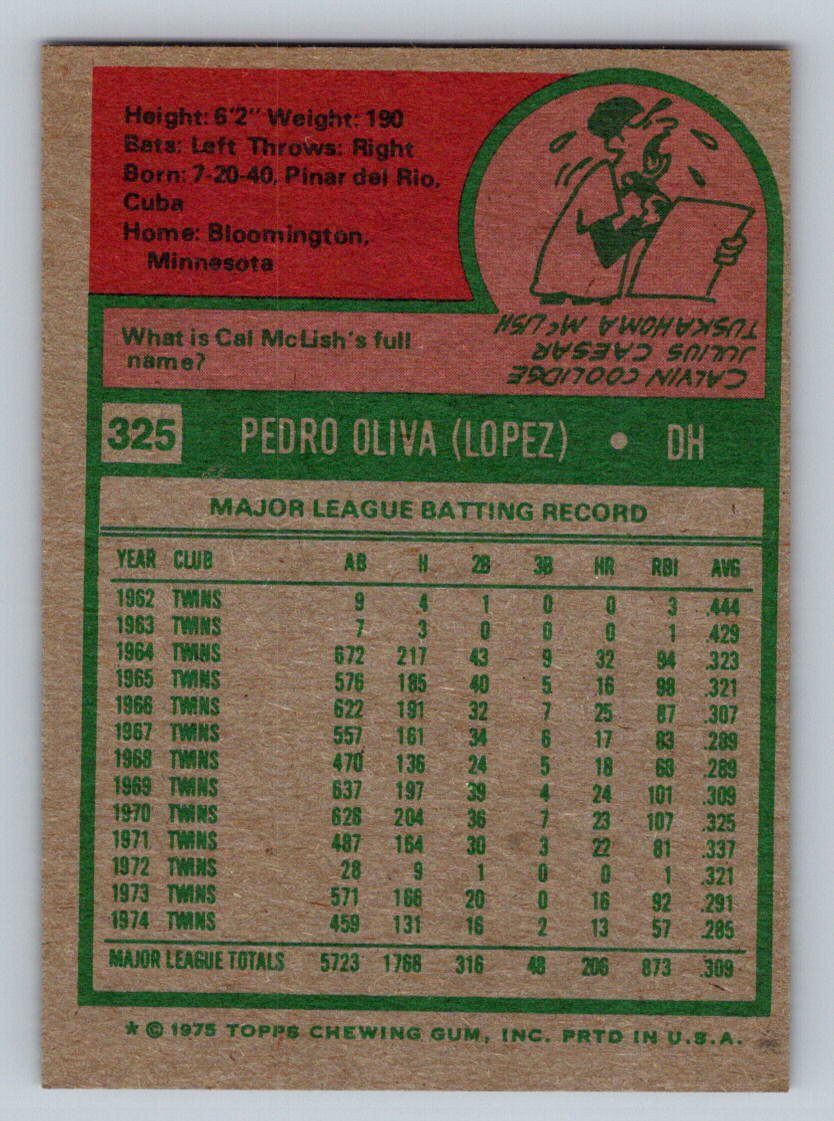 Height: 6'2" Weight: 190
Bats: Left Throws: Right
Born: 7-20-40, Pinar del Rio,
Cuba
Home: Bloomington,
Minnesota
What is Cal McLish's full
name?
CALVIN COOLIDGE
JULIUS CAESAR
TUSKAHOMA McLISH
325 PEDRO OLIVA (LOPEZ) • DH
MAJOR LEAGUE BATTING RECORD
YEAR CLUB AB H 2B 3B HR RBI AVG
1962 TWINS 9 4 1 0 0 3 .444
1963 TWINS 7 3 0 0 0 1 .429
1964 TWINS 672 217 43 9 32 94 .323
1965 TWINS 576 185 40 5 16 98 .321
1966 TWINS 622 191 32 7 25 87 .307
1967 TWINS 557 161 34 6 17 83 .289
1968 TWINS 470 136 24 5 18 68 .289
1969 TWINS 637 197 39 4 24 101 .309
1970 TWINS 628 204 36 7 23 107 .325
1971 TWINS 487 164 30 3 22 81 .337
1972 TWINS 28 9 1 0 0 1 .321
1973 TWINS 571 166 20 0 16 92 .291
1974 TWINS 459 131 16 2 13 57 .285
MAJOR LEAGUE TOTALS 5723 1768 316 48 206 873 .309
* © 1975 TOPPS CHEWING GUM, INC. PRTD IN U.S.A.